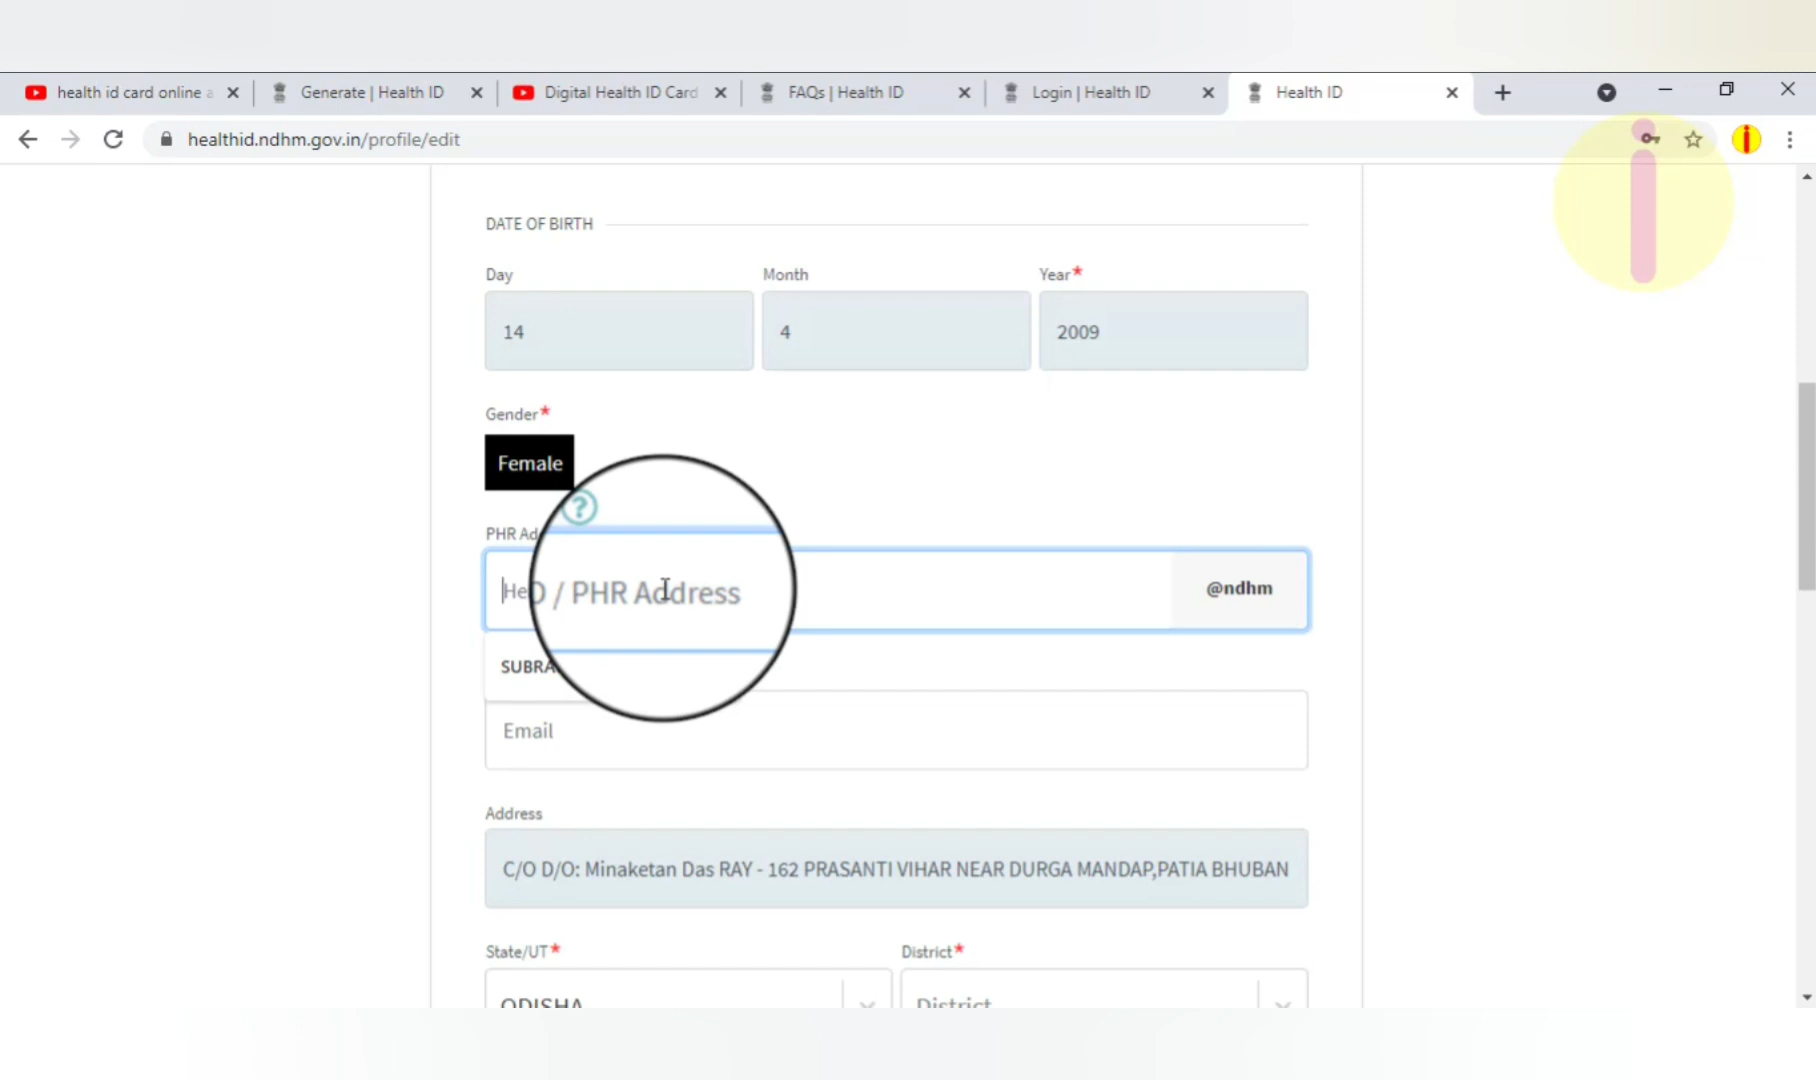 health id card online a
Generate | Health ID
Digital Health ID Card
FAQs | Health ID
Login | Health ID
Health ID
healthid.ndhm.gov.in/profile/edit
DATE OF BIRTH
Day
Month
Year*
14
4
2009
Gender*
Female
?
PHR Ad
He D / PHR Address
@ndhm
SUBRA
Email
Address
C/O D/O: Minaketan Das RAY - 162 PRASANTI VIHAR NEAR DURGA MANDAP,PATIA BHUBAN
State/UT*
District*
ODISHA
District